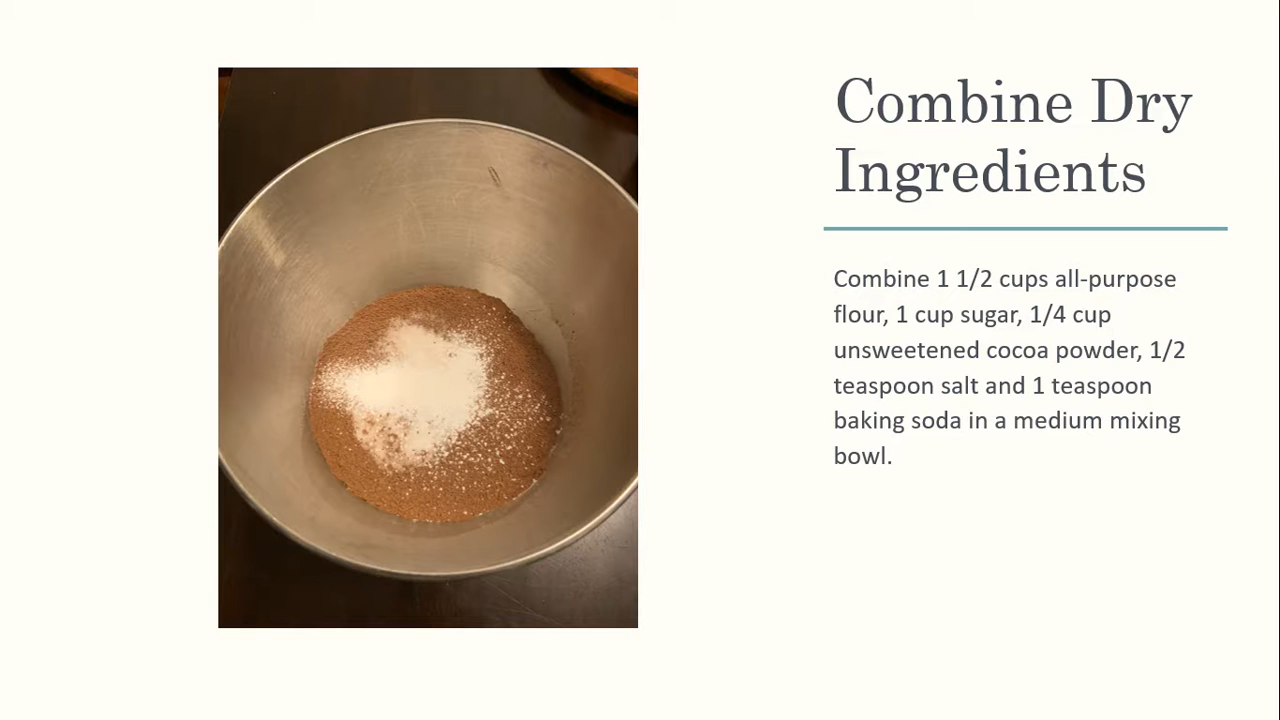 Combine Dry
Ingredients
Combine 1 1/2 cups all-purpose
flour, 1 cup sugar, 1/4 cup
unsweetened cocoa powder, 1/2
teaspoon salt and 1 teaspoon
baking soda in a medium mixing
bowl.